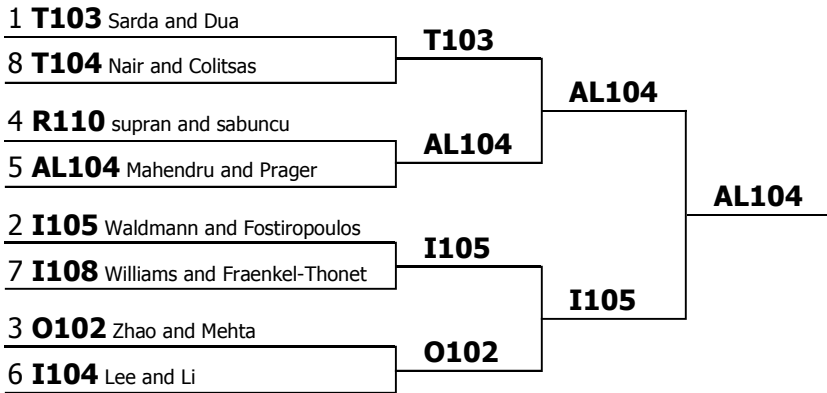 1 T103 Sarda and Dua
8 T104 Nair and Colitsas
4 R110 supran and sabuncu
5 AL104 Mahendru and Prager
2 I105 Waldmann and Fostiropoulos
7 I108 Williams and Fraenkel-Thonet
3 O102 Zhao and Mehta
6 I104 Lee and Li
T103
AL104
I105
O102
AL104
I105
AL104